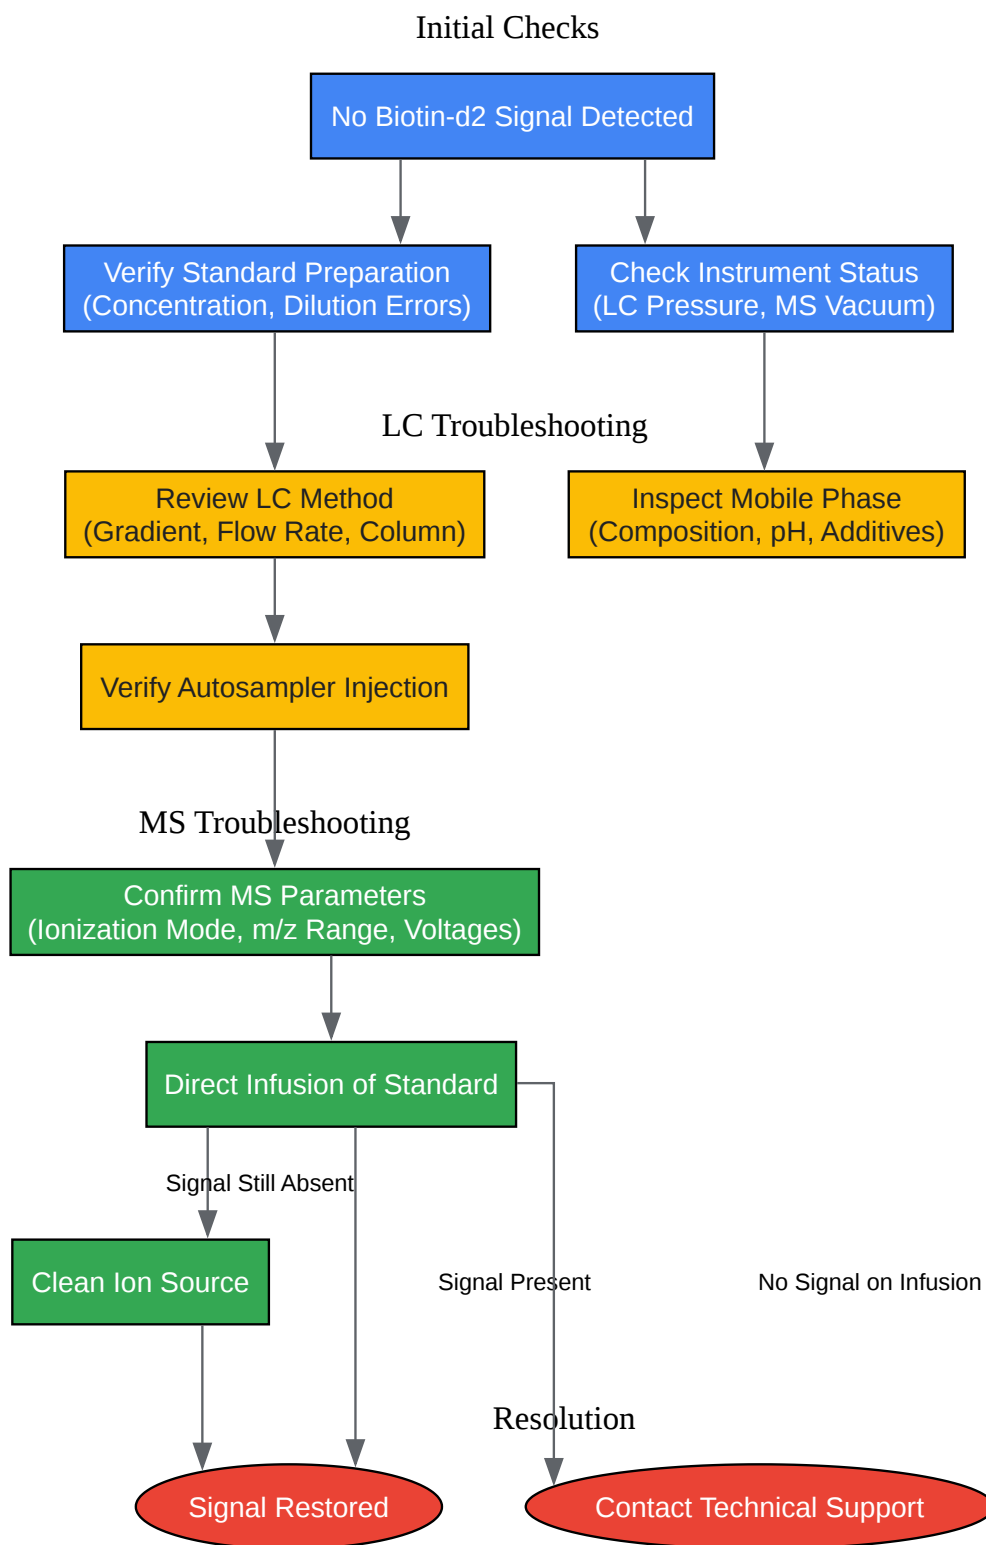 Initial Checks
No Biotin-d2 Signal Detected
Verify Standard Preparation
(Concentration, Dilution Errors)
Check Instrument Status
(LC Pressure, MS Vacuum)
LC Troubleshooting
Review LC Method
(Gradient, Flow Rate, Column)
Inspect Mobile Phase
(Composition, pH, Additives)
Verify Autosampler Injection
MS Troubleshooting
Confirm MS Parameters
(Ionization Mode, m/z Range, Voltages)
Direct Infusion of Standard
Signal Still Absent
Clean Ion Source
Signal Present
No Signal on Infusion
Resolution
Signal Restored
Contact Technical Support